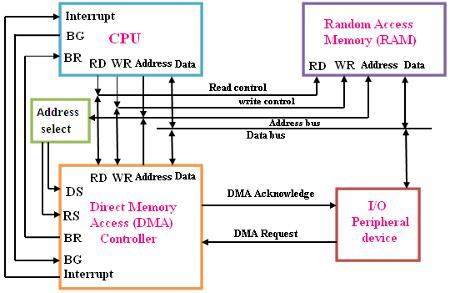 Interrupt
BG
CPU
BR
RD WR Address Data
Random Access
Memory (RAM)
RD WR Address Data
Read control
write control
Address bus
Data bus
Address
select
RD WR Address Data
DS
RS
BR
BG
Interrupt
Direct Memory
Access (DMA)
Controller
DMA Acknowledge
DMA Request
I/O
Peripheral
device